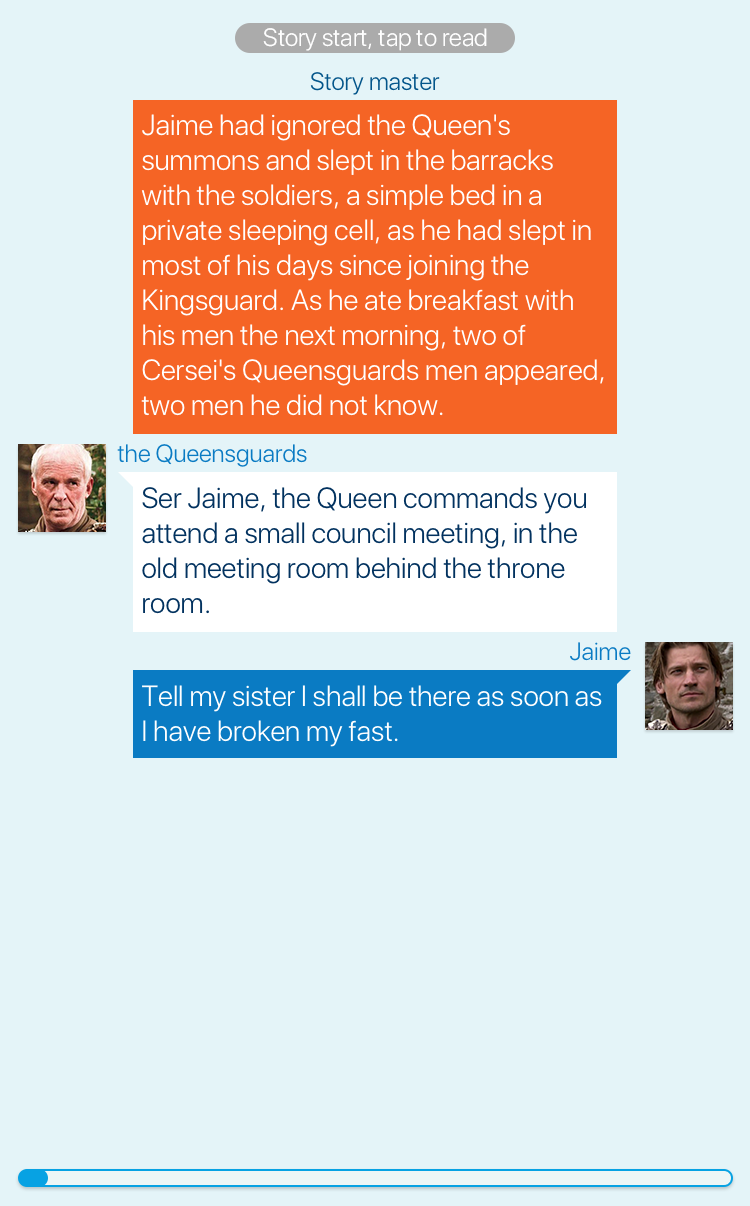 Story start, tap to read
Story master
Jaime had ignored the Queen's
summons and slept in the barracks
with the soldiers, a simple bed in a
private sleeping cell, as he had slept in
most of his days since joining the
Kingsguard. As he ate breakfast with
his men the next morning, two of
Cersei's Queensguards men appeared,
two men he did not know.
the Queensguards
Ser Jaime, the Queen commands you
attend a small council meeting, in the
old meeting room behind the throne
room.
Jaime
Tell my sister I shall be there as soon as
I have broken my fast.